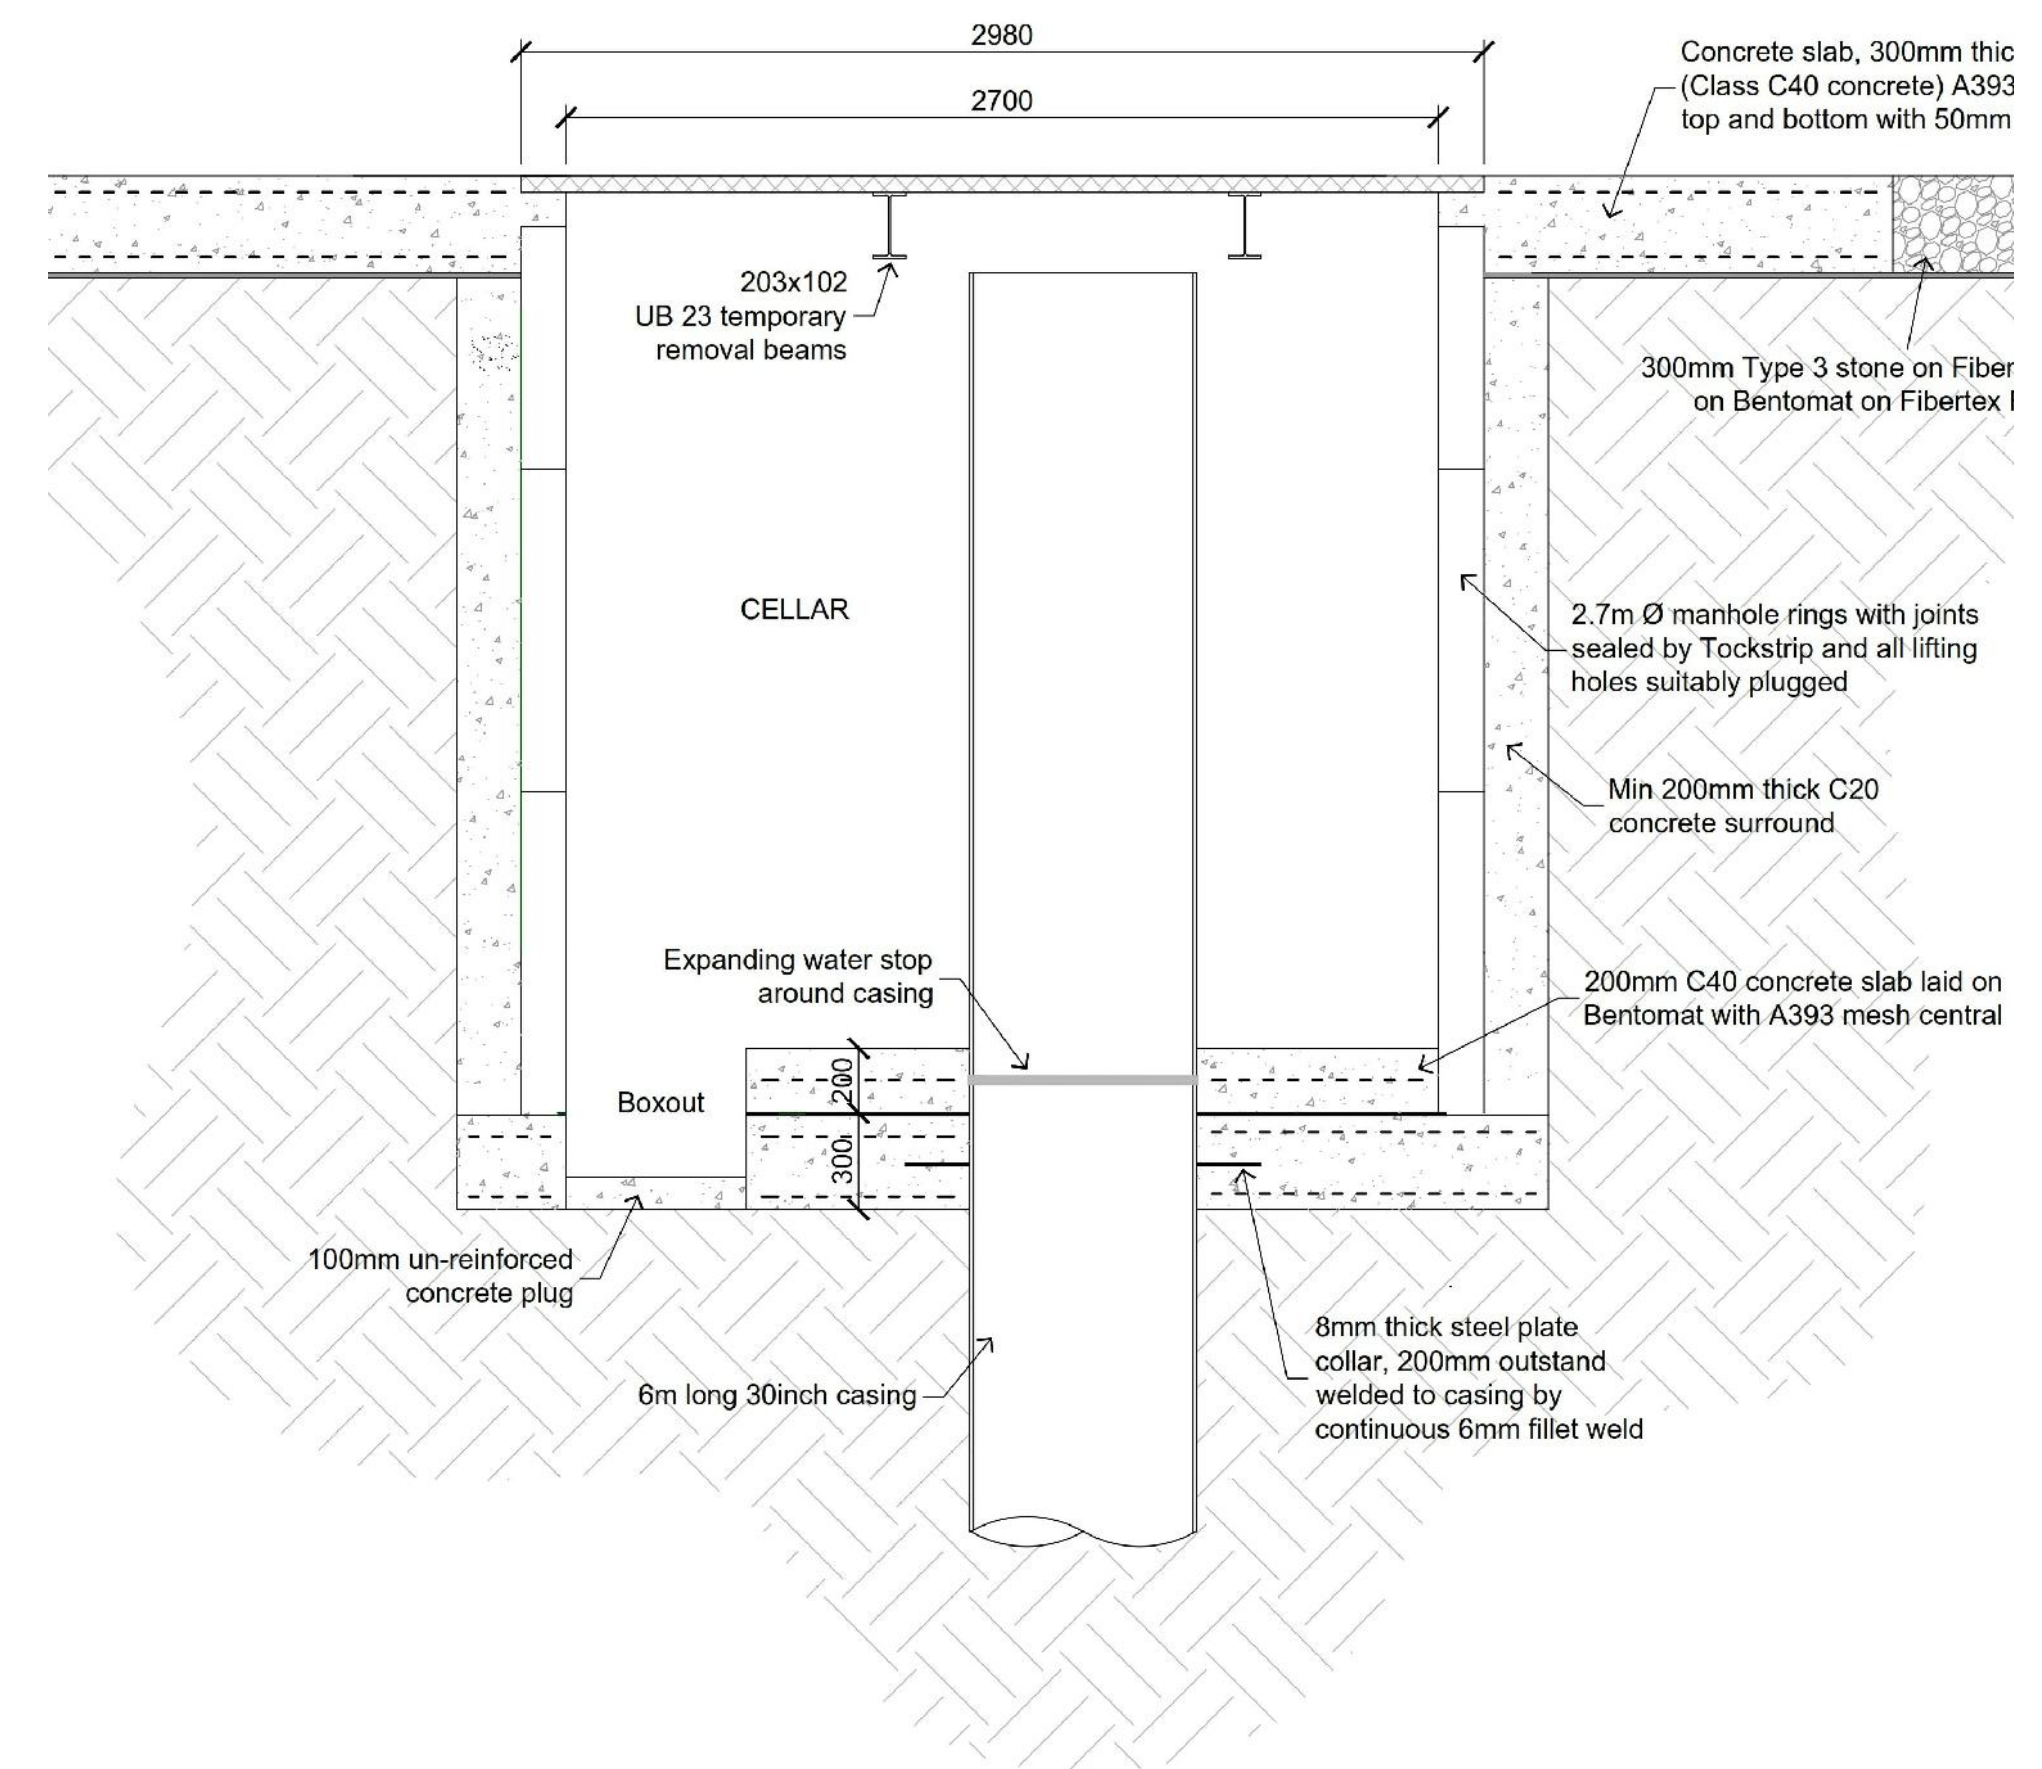 2980
2700
Concrete slab, 300mm thic
(Class C40 concrete) A393
top and bottom with 50mm
203x102
UB 23 temporary
removal beams
300mm Type 3 stone on Fiber
on Bentomat on Fibertex
CELLAR
2.7m Ø manhole rings with joints
sealed by Tockstrip and all lifting
holes suitably plugged
Min 200mm thick C20
concrete surround
Expanding water stop
around casing
200mm C40 concrete slab laid on
Bentomat with A393 mesh central
200
Boxout
300
100mm un-reinforced
concrete plug
8mm thick steel plate
collar, 200mm outstand
welded to casing by
continuous 6mm fillet weld
6m long 30inch casing